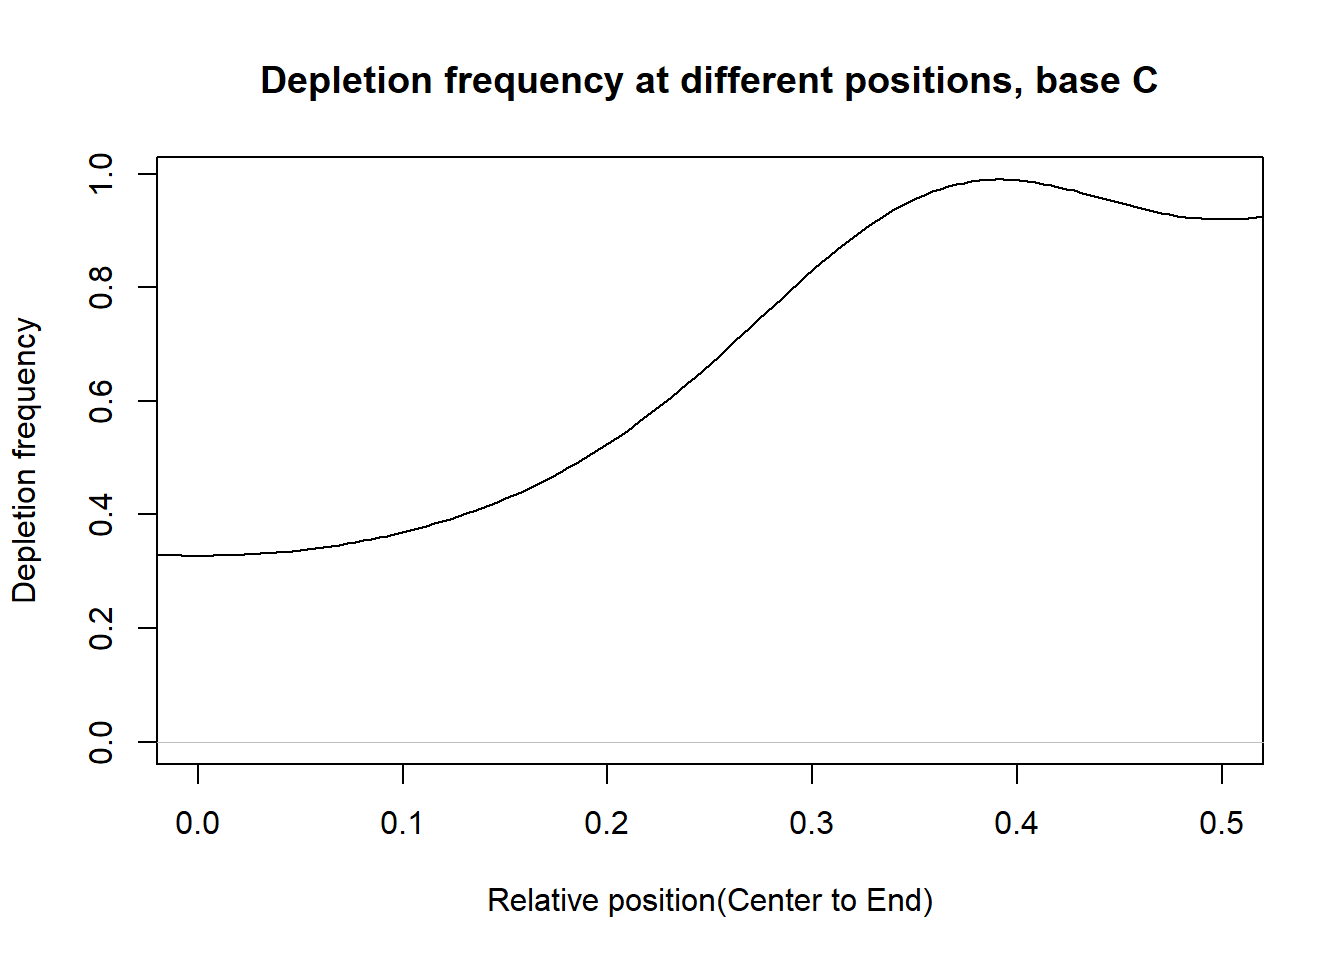 Depletion frequency at different positions, base C
Depletion frequency
1.0
0.8
0.6
0.4
0.2
0.0
0.0 0.1 0.2 0.3 0.4 0.5
Relative position(Center to End)